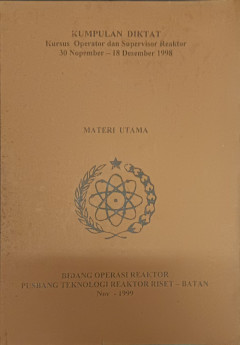 KUMPULAN DIKTAT
Kursus Operator dan Supervisor Reaktor
30 Nopember – 18 Desember 1998
MATERI UTAMA
BIDANG OPERASI REAKTOR
PUSBANG TEKNOLOGI REAKTOR RISET – BATAN
Nov - 1999